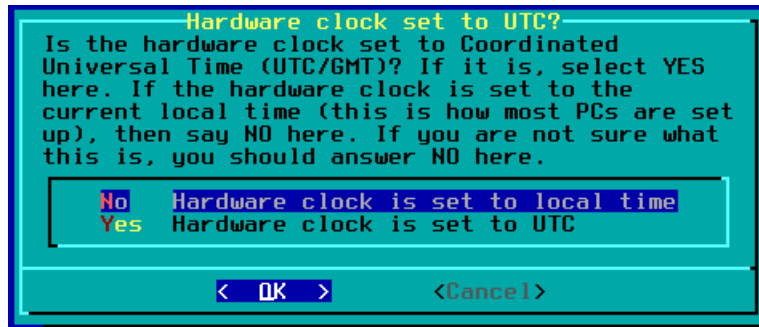 Hardware clock set to UTC?
Is the hardware clock set to Coordinated
Universal Time (UTC/GMT)? If it is, select YES
here. If the hardware clock is set to the
current local time (this is how most PCs are set
up), then say NO here. If you are not sure what
this is, you should answer NO here.
No Hardware clock is set to local time
Yes Hardware clock is set to UTC
< OK > <Cancel>